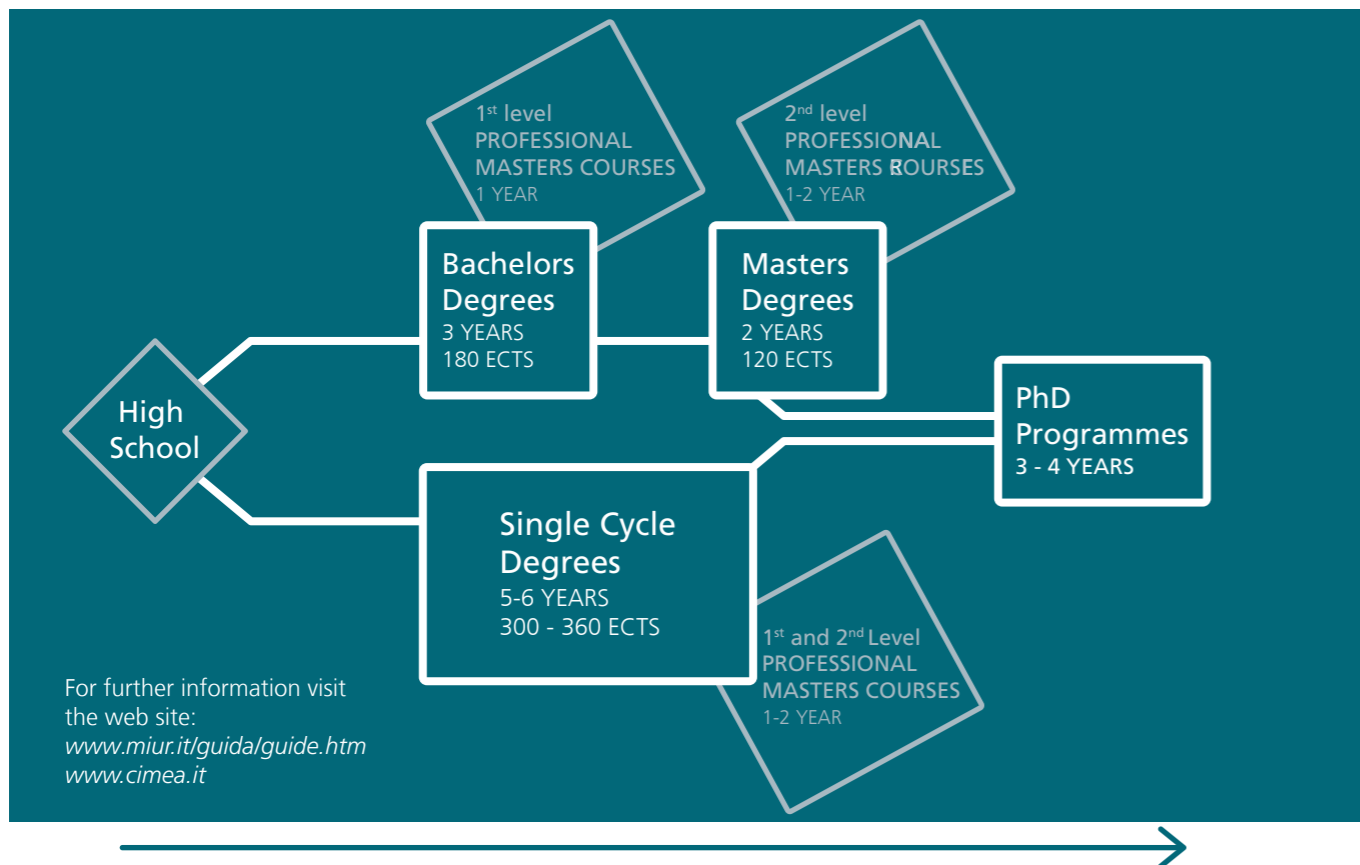 1st level
PROFESSIONAL
MASTERS COURSES
1 YEAR
2nd level
PROFESSIONAL
MASTERS ROURSES
1-2 YEAR
Bachelors
Degrees
3 YEARS
180 ECTS
Masters
Degrees
2 YEARS
120 ECTS
High
School
PhD
Programmes
3 - 4 YEARS
Single Cycle
Degrees
5-6 YEARS
300 - 360 ECTS
1st and 2nd Level
PROFESSIONAL
MASTERS COURSES
1-2 YEAR
For further information visit
the web site:
www.miur.it/guida/guide.htm
www.cimea.it